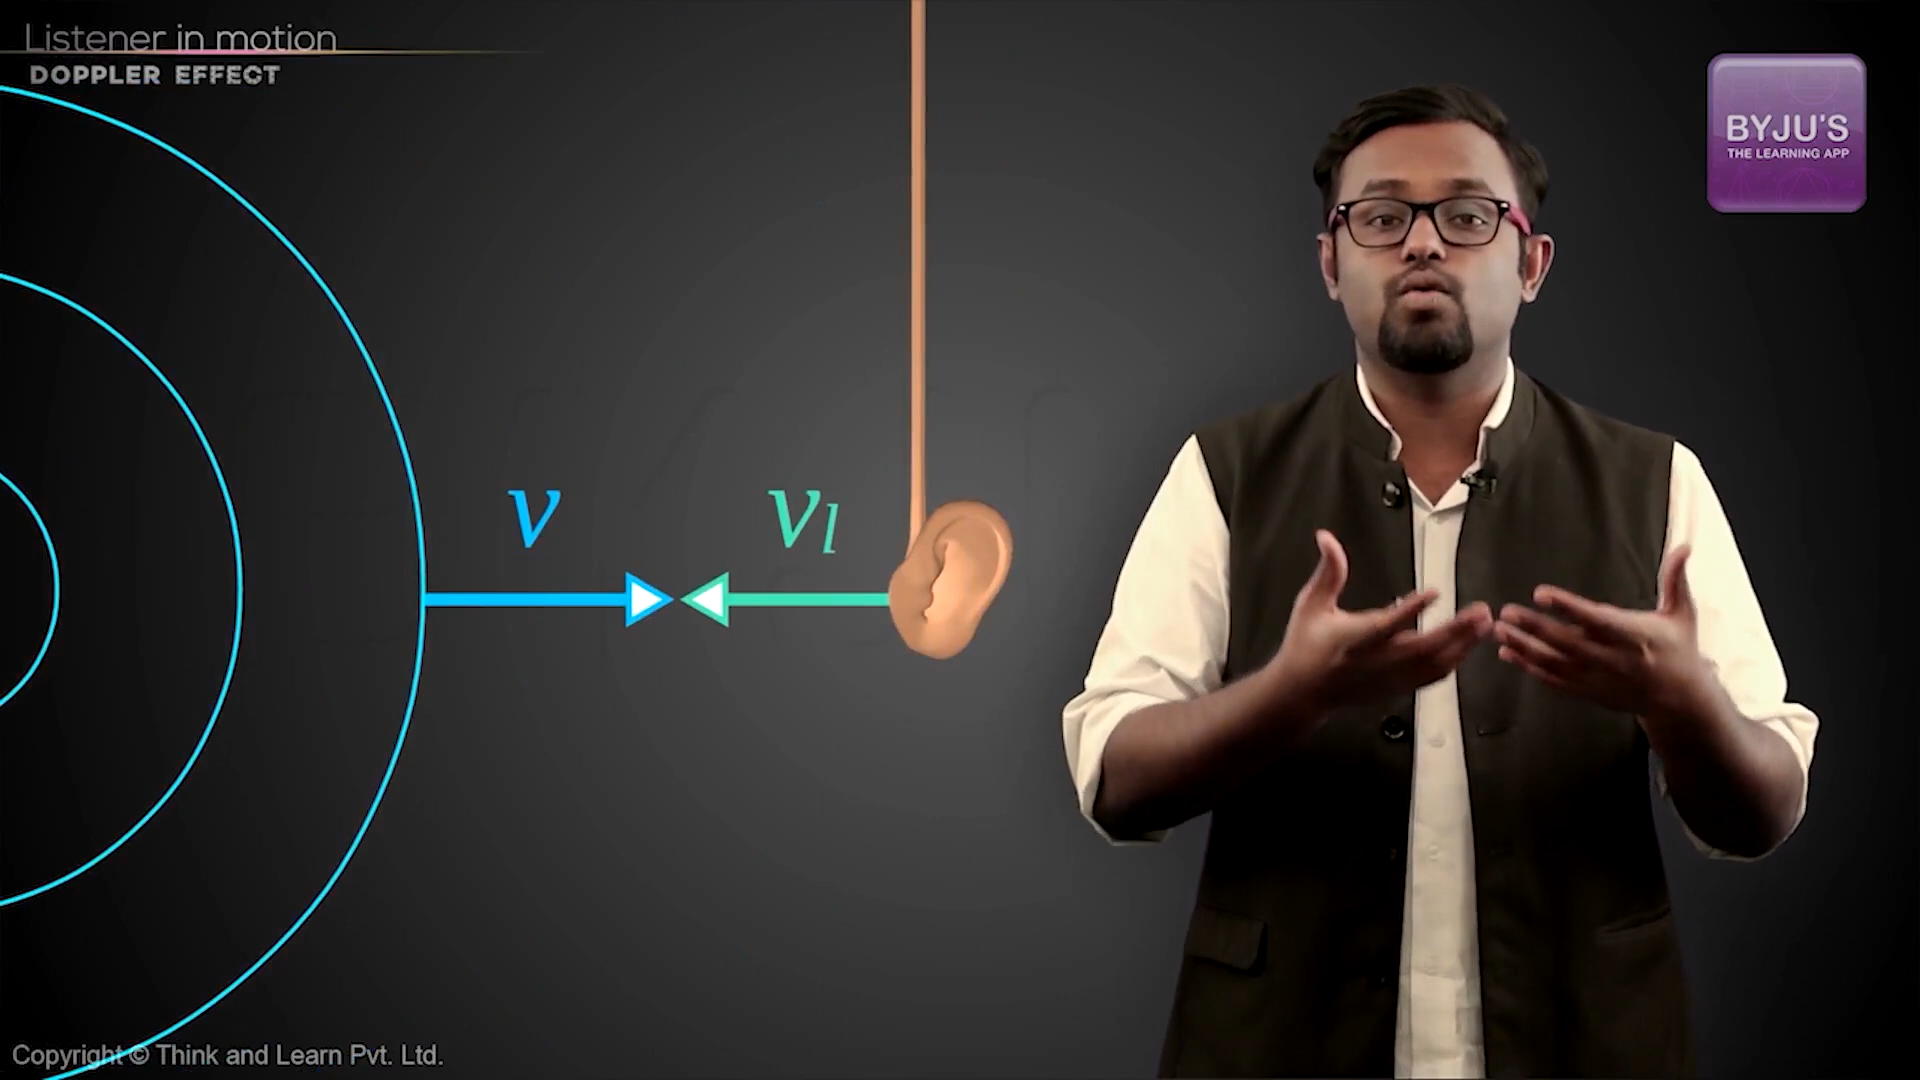 Listener in motion
DOPPLER EFFECT
BYJU'S
THE LEARNING APP
v
vl
Copyright © Think and Learn Pvt. Ltd.